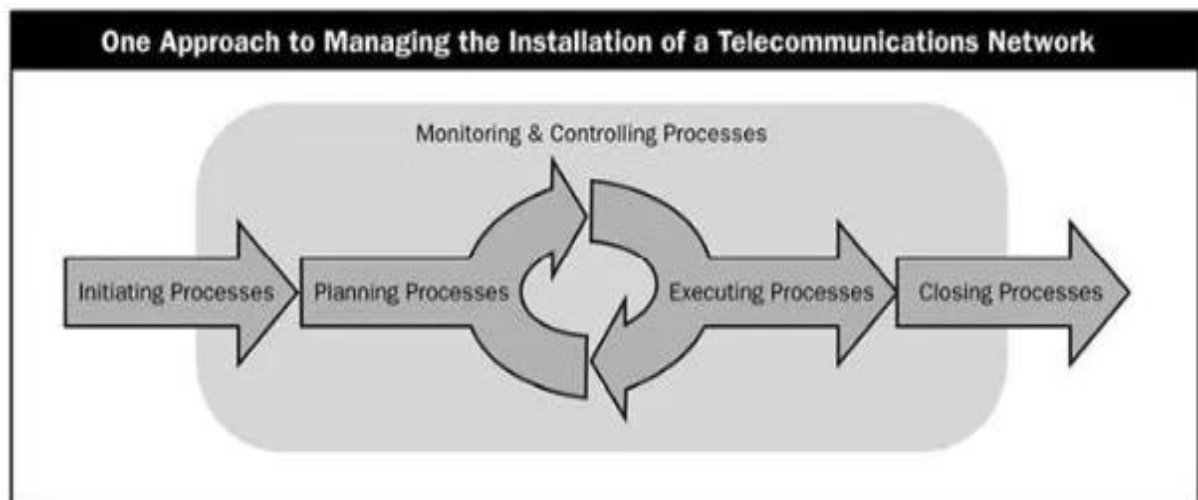 One Approach to Managing the Installation of a Telecommunications Network
Monitoring & Controlling Processes
Initiating Processes
Planning Processes
Executing Processes
Closing Processes